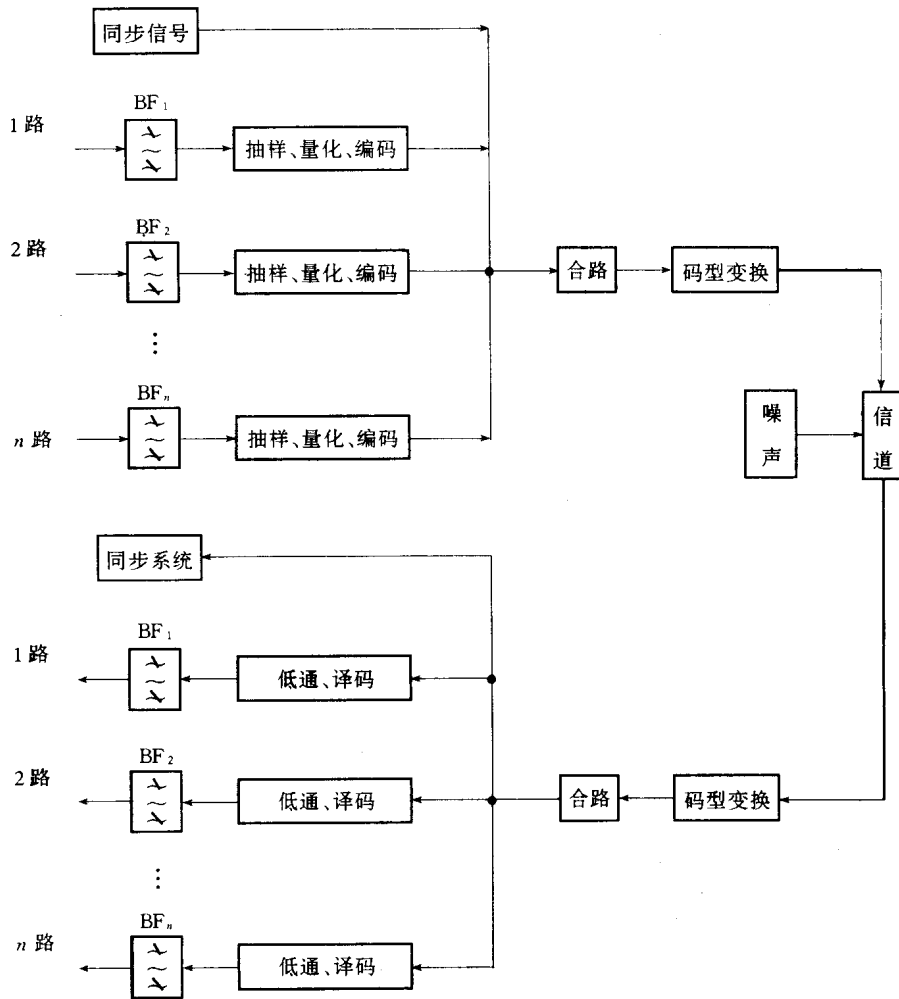 同步信号
BF₁
1 路
抽样、量化、编码
BF₂
2 路
抽样、量化、编码
合路
码型变换
⋮
BFₙ
n 路
抽样、量化、编码
噪声
信道
同步系统
BF₁
1 路
低通、译码
BF₂
2 路
低通、译码
合路
码型变换
⋮
BFₙ
n 路
低通、译码